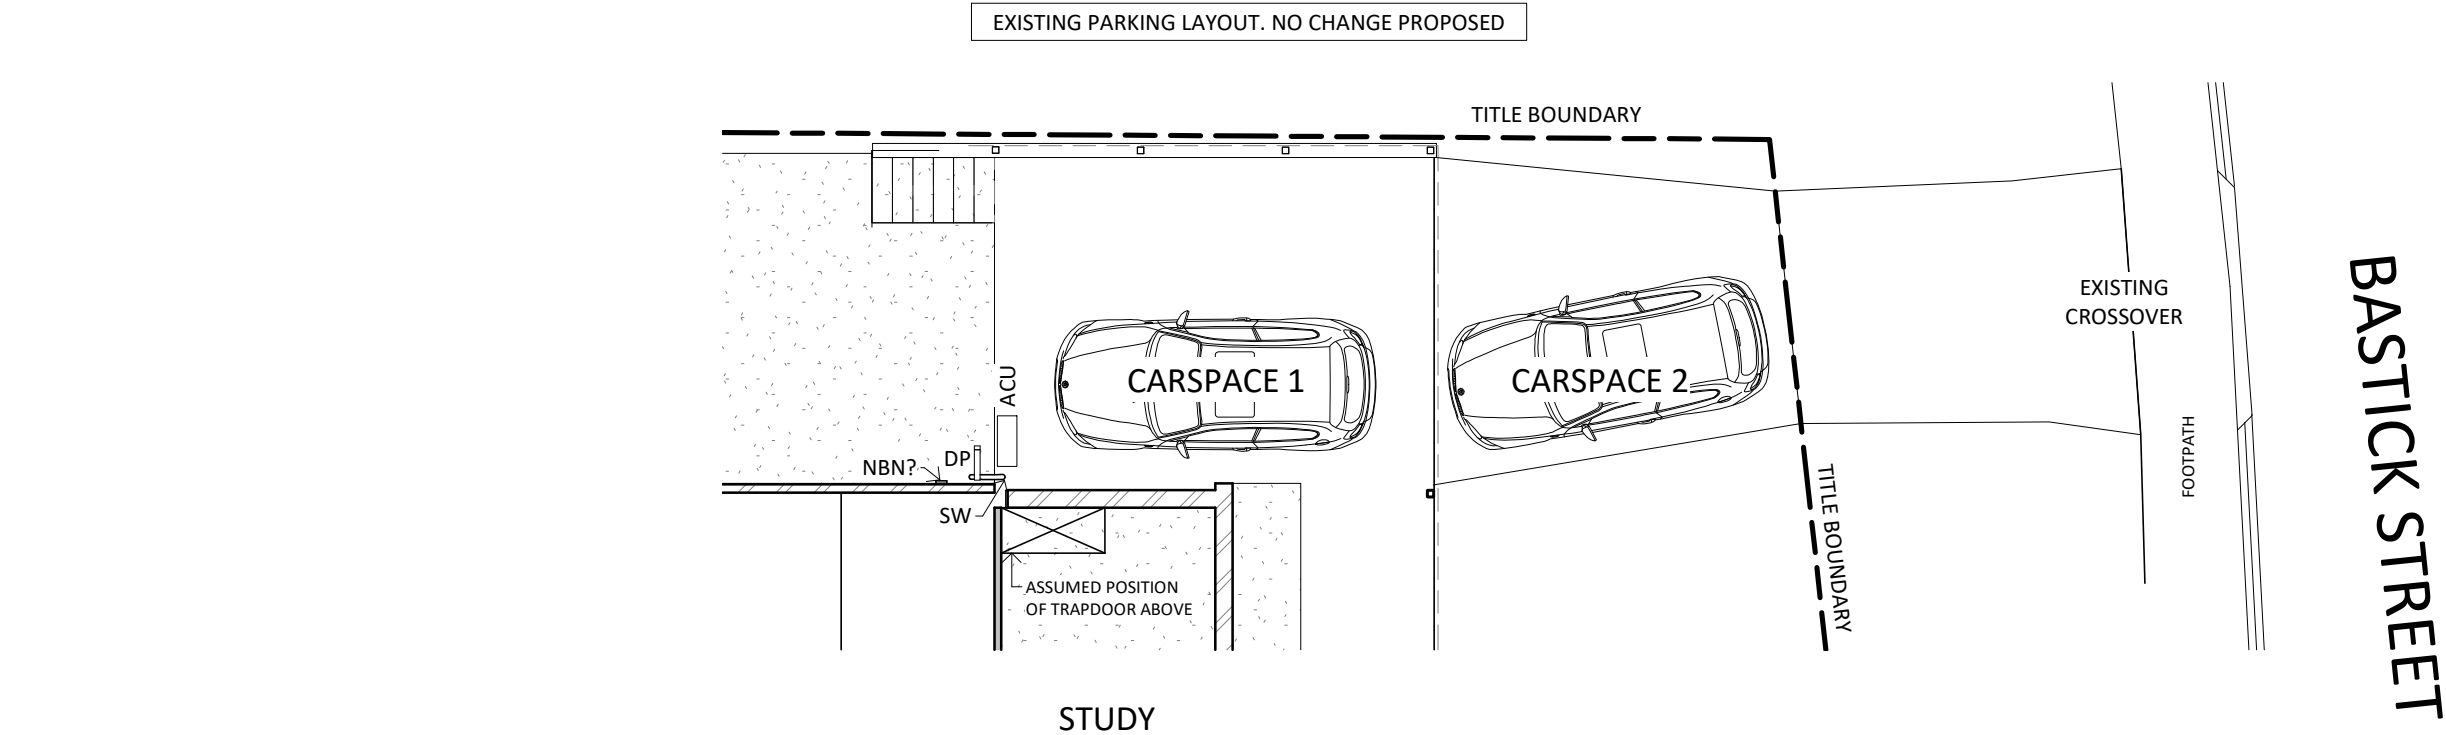 EXISTING PARKING LAYOUT. NO CHANGE PROPOSED
TITLE BOUNDARY
EXISTING
CROSSOVER
BASTICK STREET
ACU
CARSPACE 1
CARSPACE 2
FOOTPATH
NBN?
DP
SW
TITLE BOUNDARY
ASSUMED POSITION
OF TRAPDOOR ABOVE
STUDY